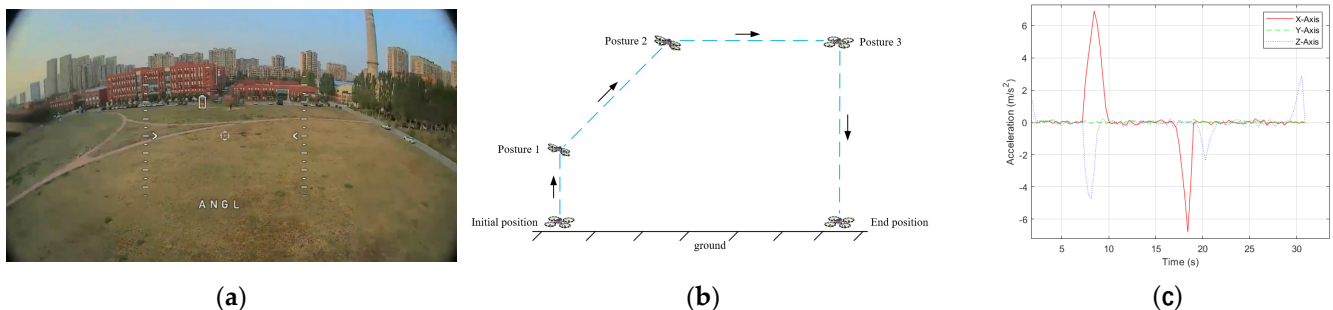 ANGL
(a)
Posture 2
Posture 3
Posture 1
Initial position
End position
ground
(b)
Acceleration (m/s²)
6
4
2
0
-2
-4
-6
5
10
15
20
25
30
Time (s)
X-Axis
Y-Axis
Z-Axis
(c)